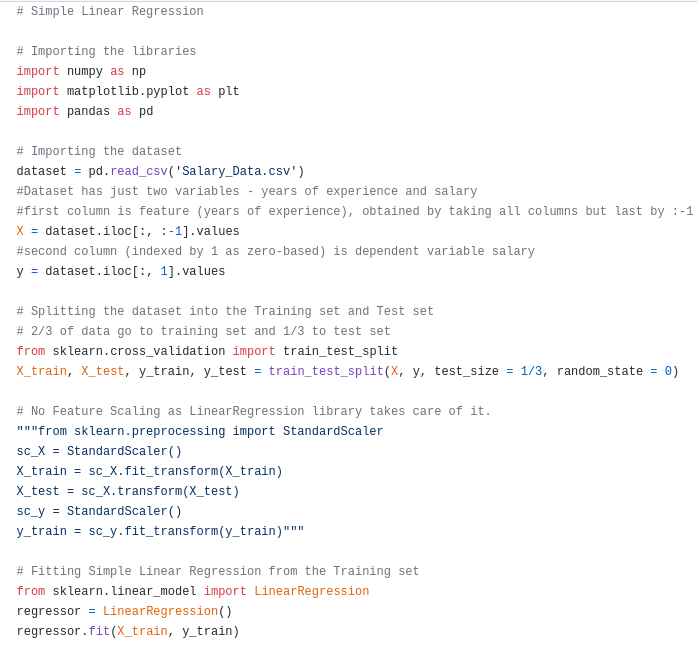 # Simple Linear Regression
# Importing the libraries
import numpy as np
import matplotlib.pyplot as plt
import pandas as pd
# Importing the dataset
dataset = pd.read_csv('Salary_Data.csv')
#Dataset has just two variables - years of experience and salary
#first column is feature (years of experience), obtained by taking all columns but last by :-1
X = dataset.iloc[:, :-1].values
#second column (indexed by 1 as zero-based) is dependent variable salary
y = dataset.iloc[:, 1].values
# Splitting the dataset into the Training set and Test set
# 2/3 of data go to training set and 1/3 to test set
from sklearn.cross_validation import train_test_split
X_train, X_test, y_train, y_test = train_test_split(X, y, test_size = 1/3, random_state = 0)
# No Feature Scaling as LinearRegression library takes care of it.
"""from sklearn.preprocessing import StandardScaler
sc_X = StandardScaler()
X_train = sc_X.fit_transform(X_train)
X_test = sc_X.transform(X_test)
sc_y = StandardScaler()
y_train = sc_y.fit_transform(y_train)"""
# Fitting Simple Linear Regression from the Training set
from sklearn.linear_model import LinearRegression
regressor = LinearRegression()
regressor.fit(X_train, y_train)